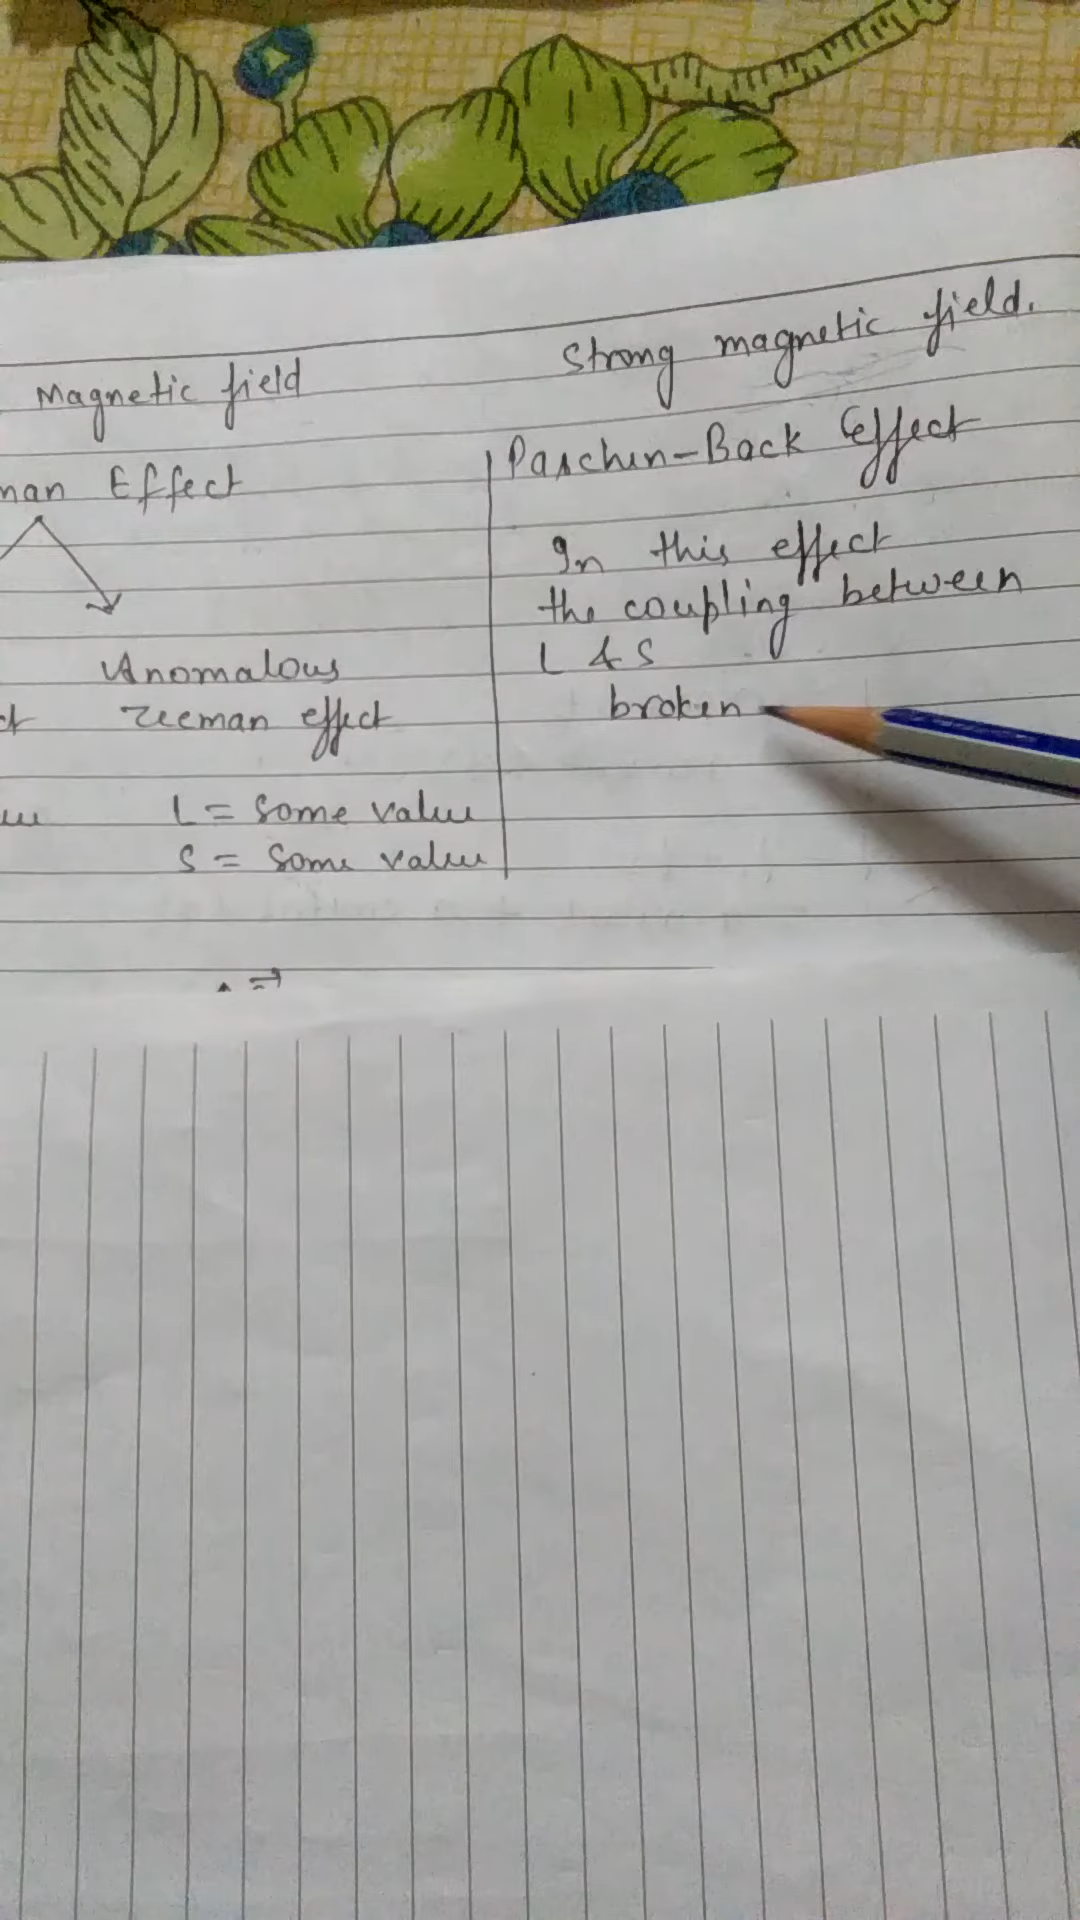 Magnetic field
Strong magnetic field.
man Effect
Paschen-Back Effect
In this effect
the coupling between
L & S
broken
Anomalous
ct Zeeman effect
L = Some value
S = Some value